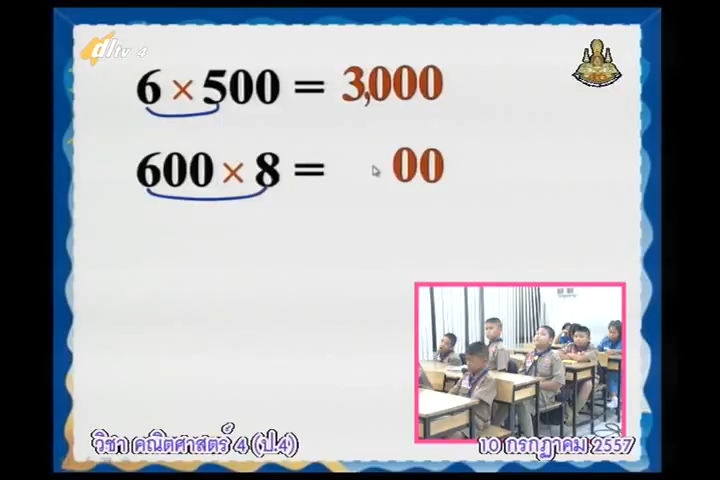 dltv 4
6 × 500 = 3,000
600 × 8 = 00
วิชา คณิตศาสตร์ 4 (ป.4)
10 กรกฎาคม 2557